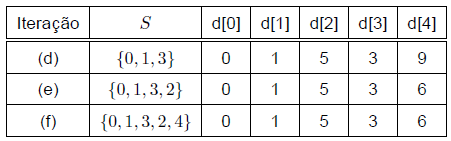 Iteração S d[0] d[1] d[2] d[3] d[4]
(d) {0, 1, 3} 0 1 5 3 9
(e) {0, 1, 3, 2} 0 1 5 3 6
(f) {0, 1, 3, 2, 4} 0 1 5 3 6